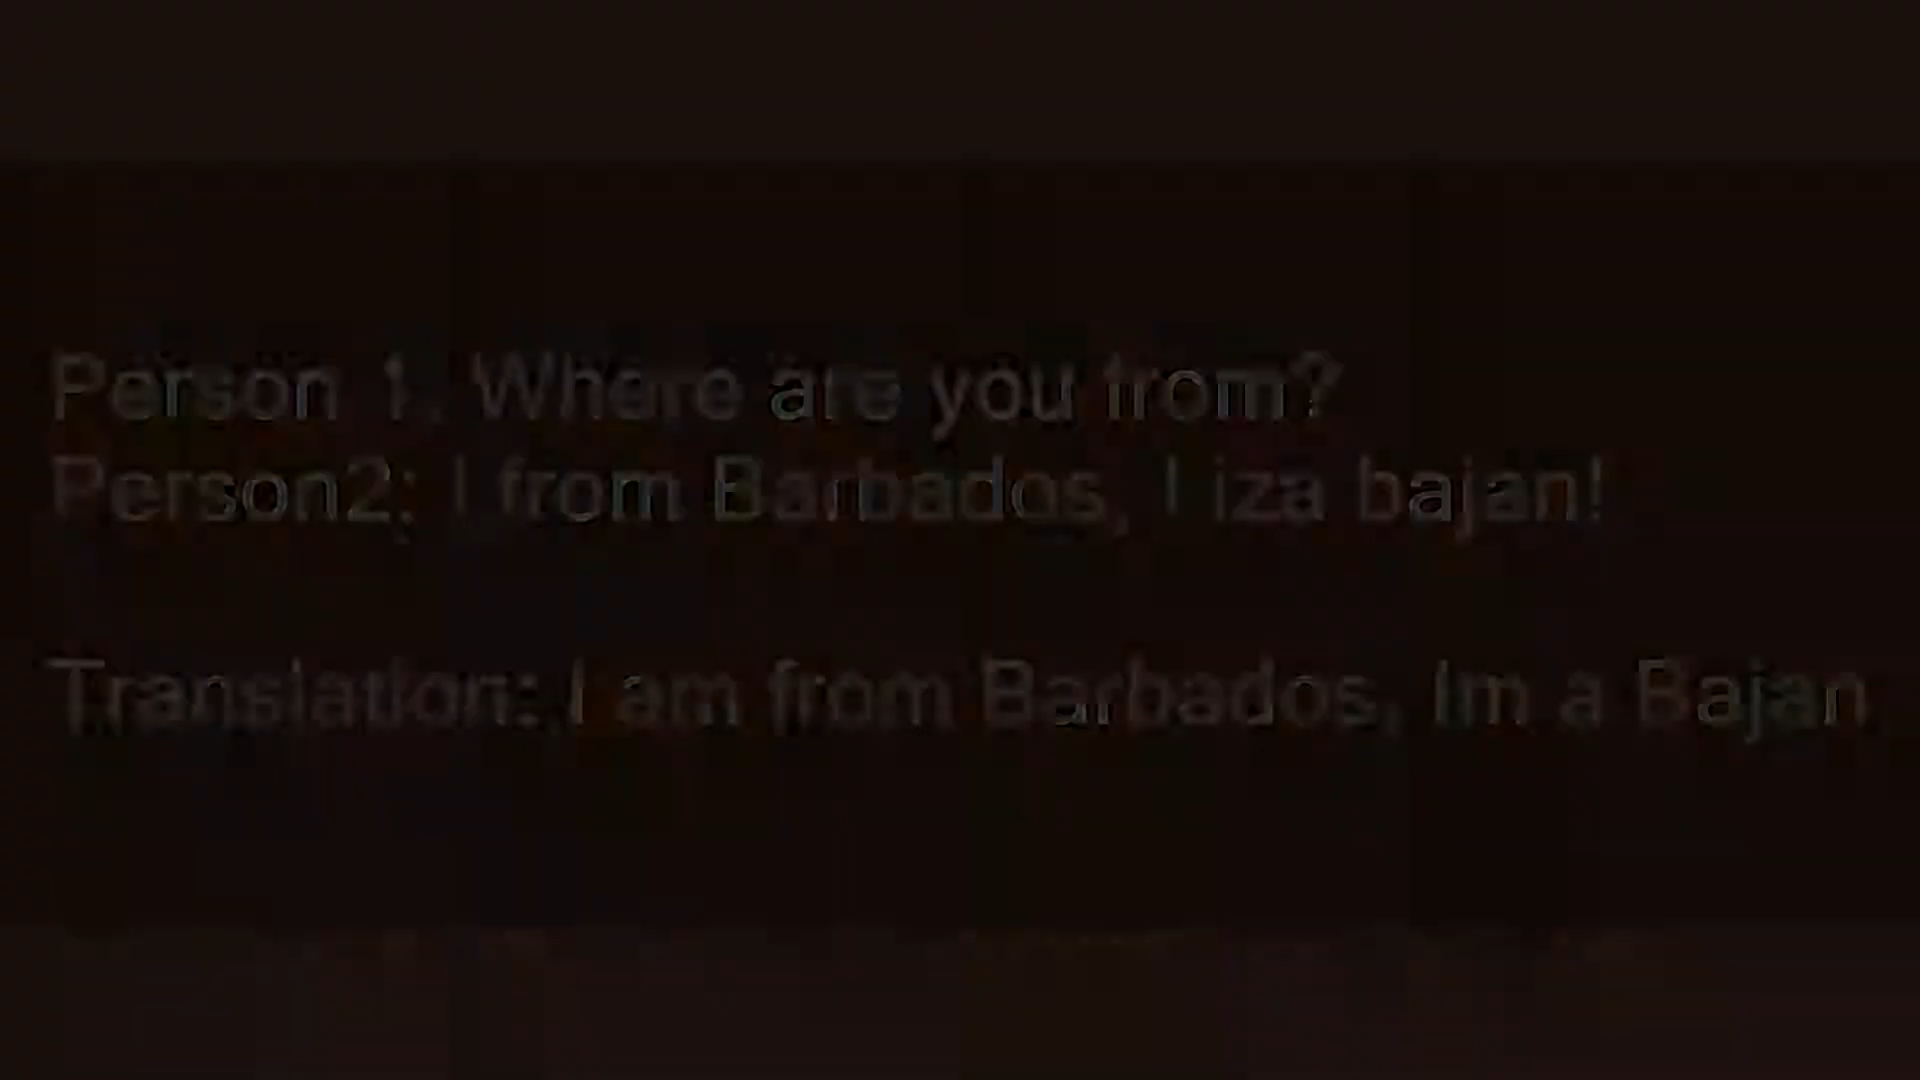 Person 1. Where are you from?
Person2: I from Barbados, I iza bajan!
Translation: I am from Barbados, Im a Bajan